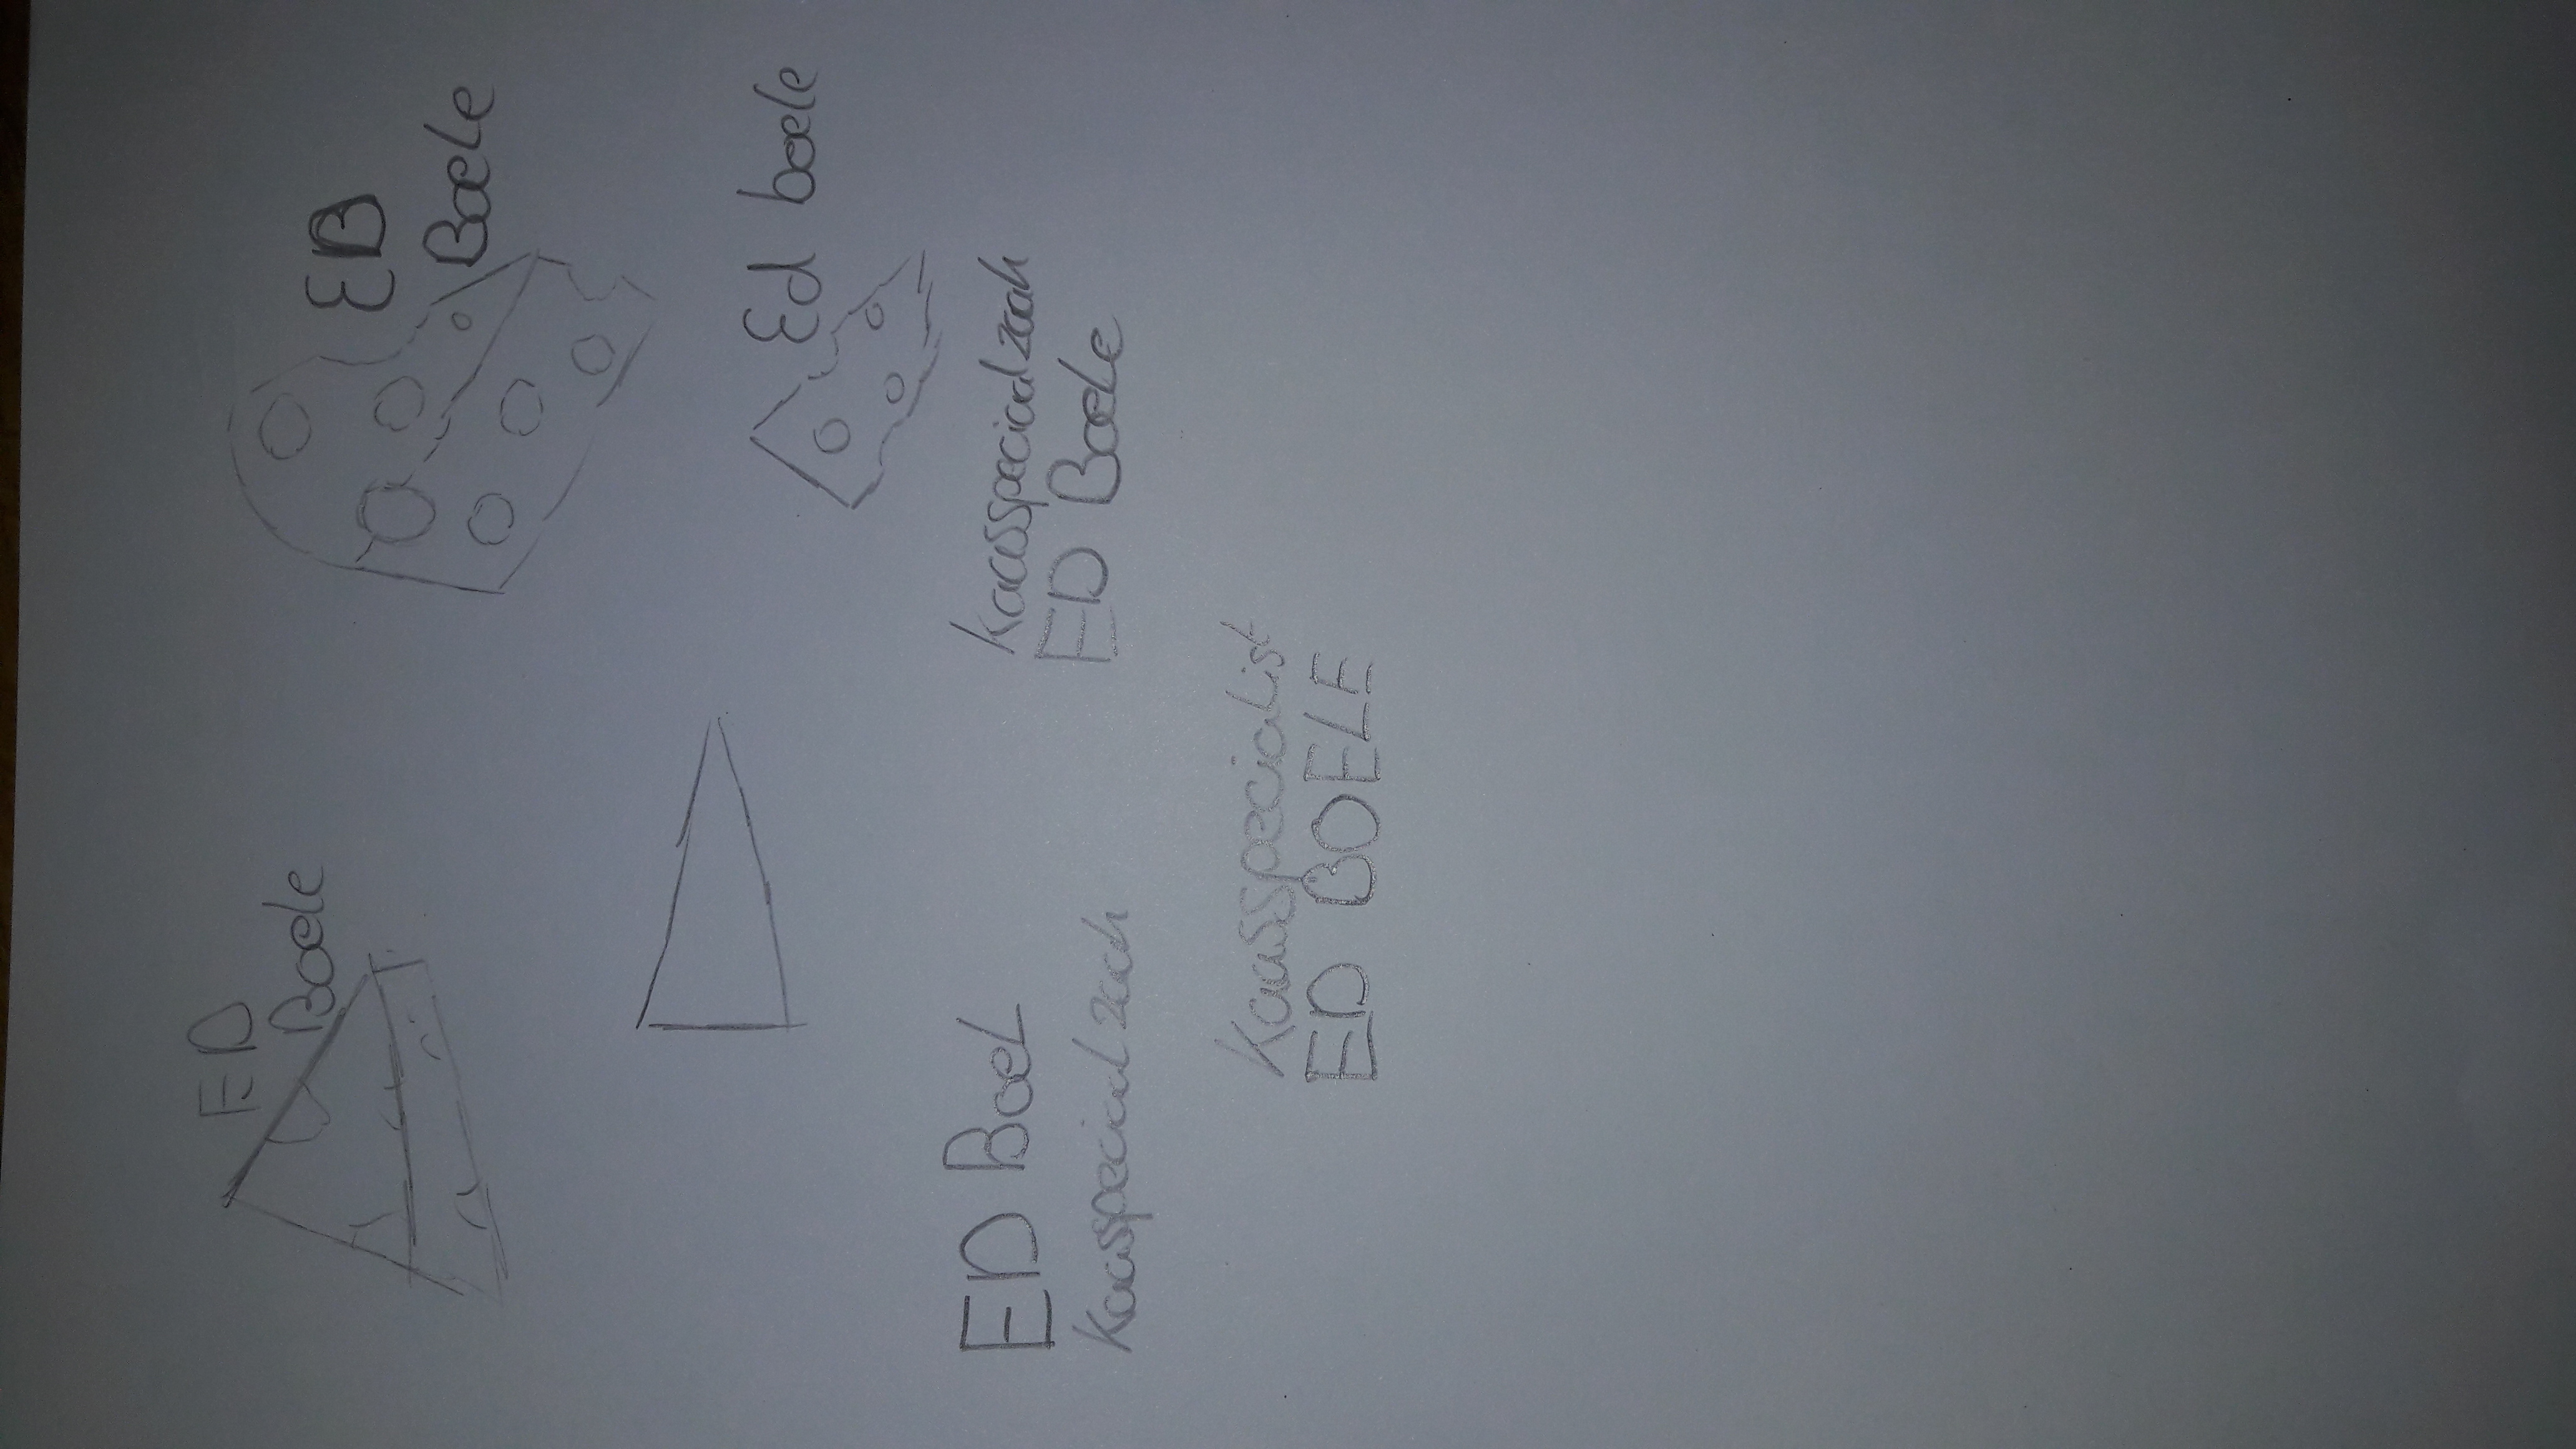 ED
Boele
EB
Boele
Ed boele
ED Boel
Kaasspeciaalzaak
Kaasspeciaalzaak
ED Boele
Kaasspecialist
ED BOELE